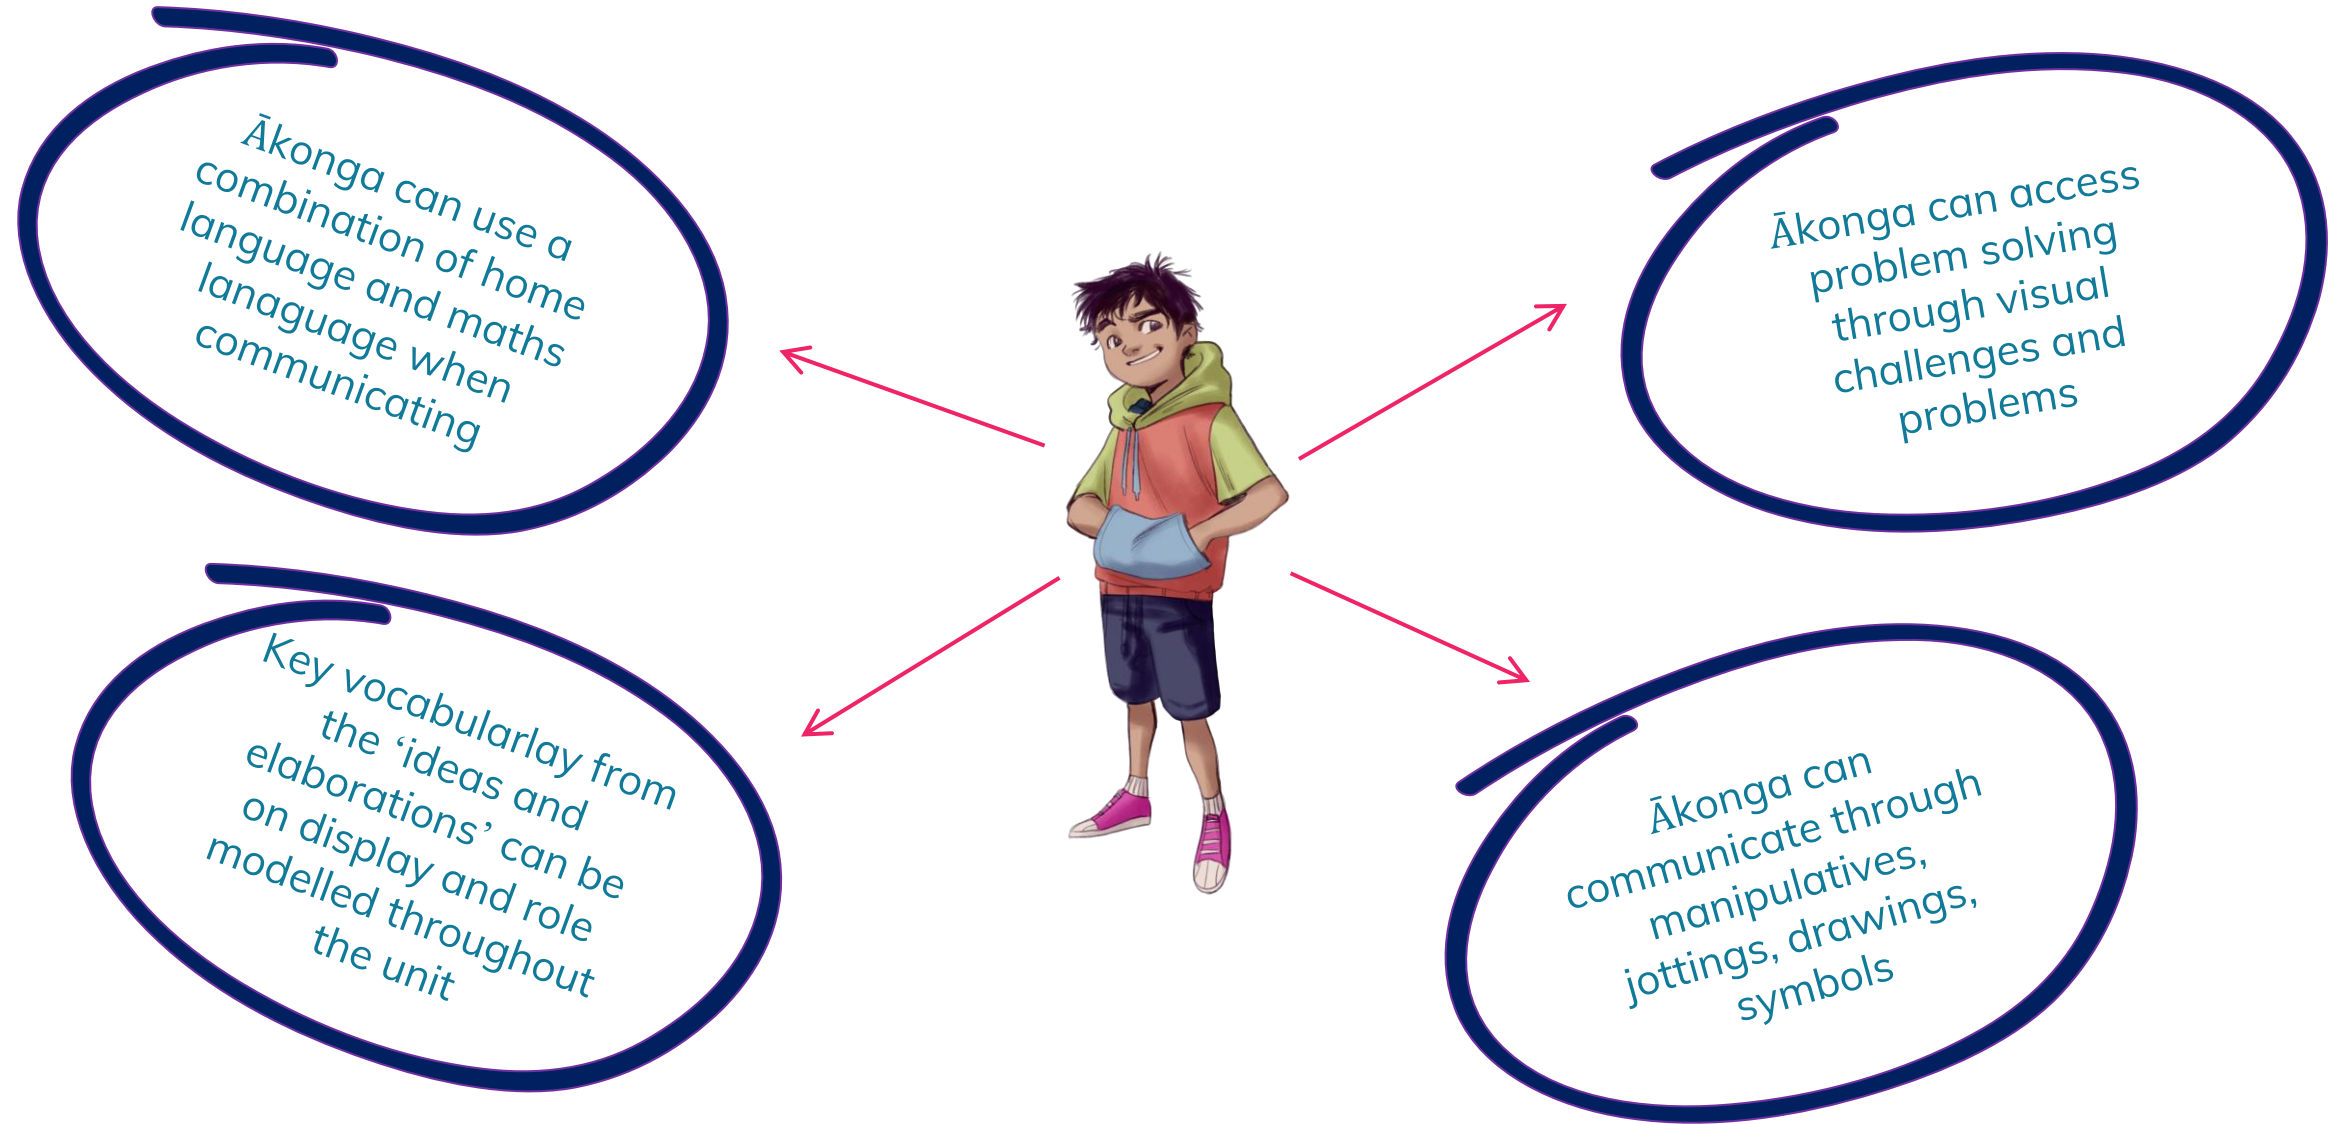 Ākonga can use a
combination of home
language and maths
lanaguage when
communicating
Ākonga can access
problem solving
through visual
challenges and
problems
Key vocabularlay from
the ‘ideas and
elaborations’ can be
on display and role
modelled throughout
the unit
Ākonga can
communicate through
manipulatives,
jottings, drawings,
symbols